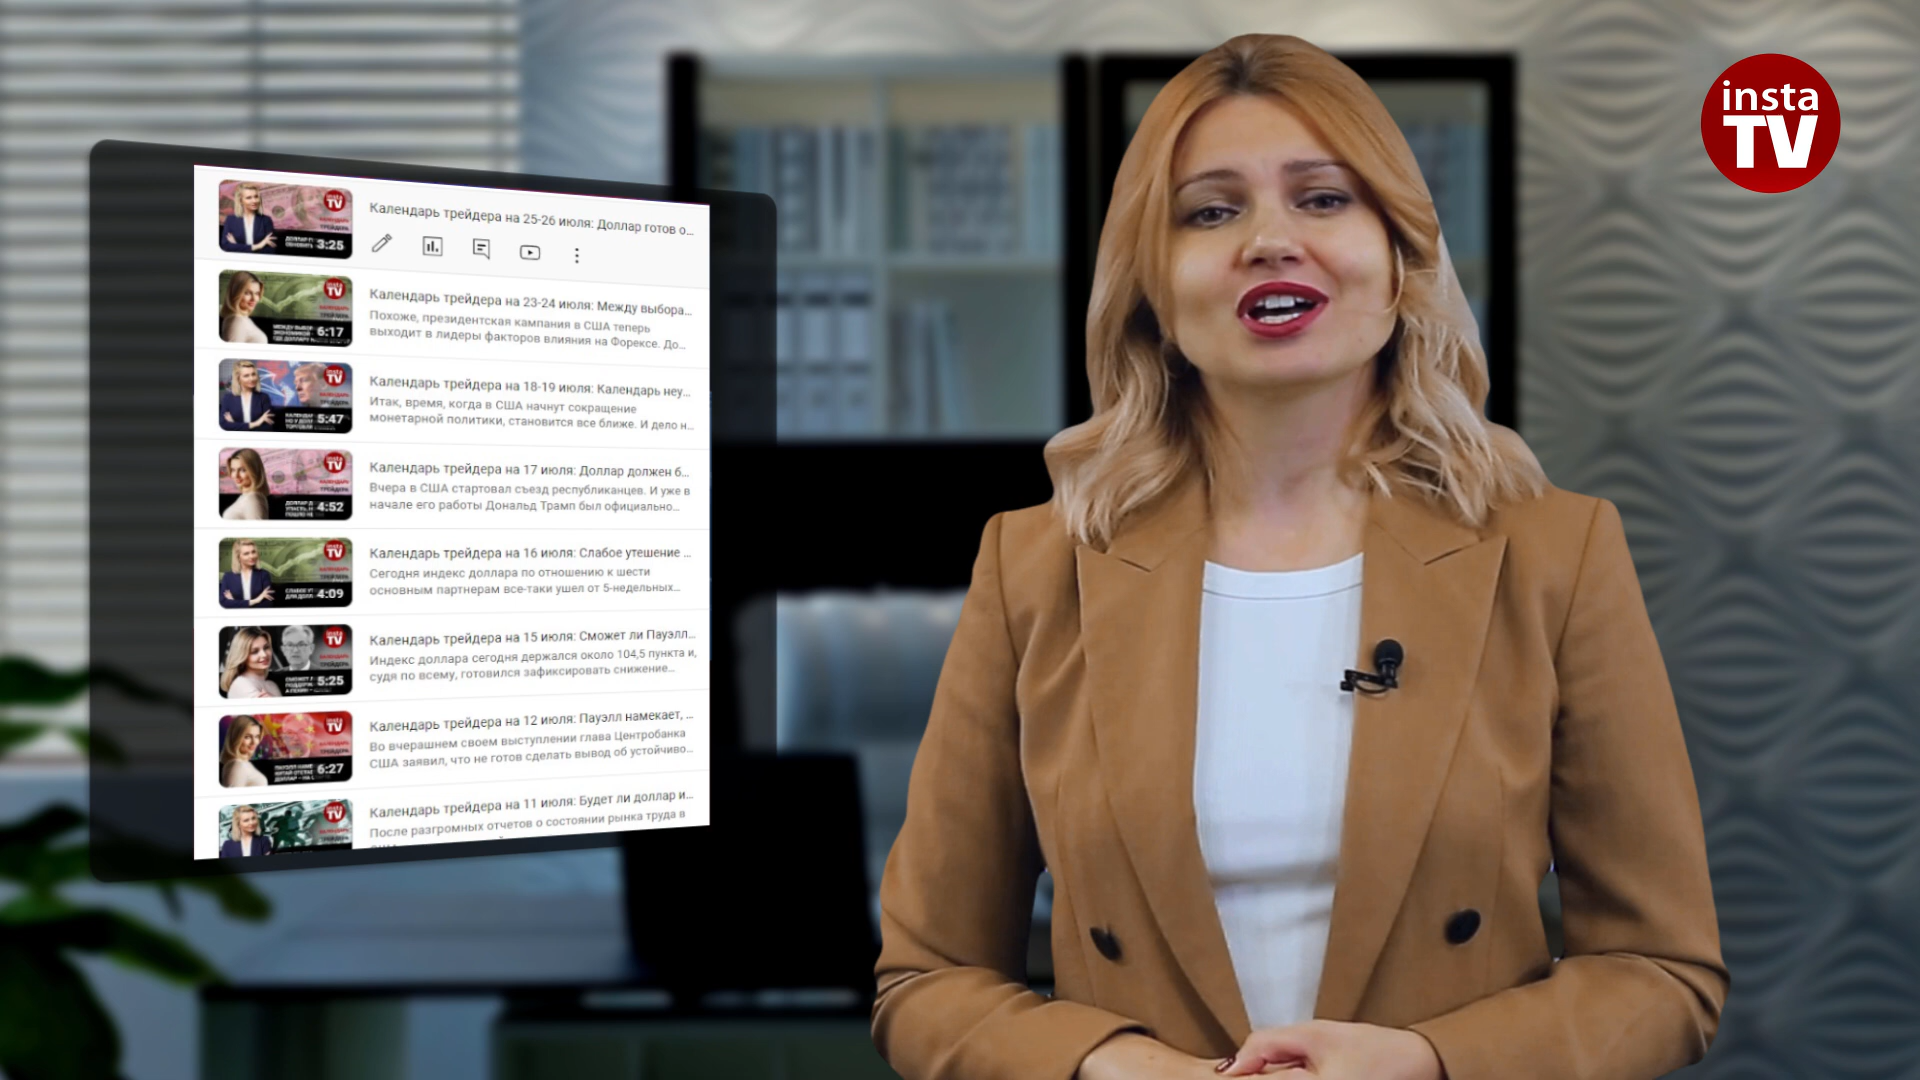 insta
TV
Календарь трейдера на 25-26 июля: Доллар готов о...
3:25
Календарь трейдера на 23-24 июля: Между выбора...
Похоже, президентская кампания в США теперь
выходит в лидеры факторов влияния на Форексе. До...
6:17
Календарь трейдера на 18-19 июля: Календарь неу...
Итак, время, когда в США начнут сокращение
монетарной политики, становится все ближе. И дело н...
5:47
Календарь трейдера на 17 июля: Доллар должен б...
Вчера в США стартовал съезд республиканцев. И уже в
начале его работы Дональд Трамп был официально...
4:52
Календарь трейдера на 16 июля: Слабое утешение ...
Сегодня индекс доллара по отношению к шести
основным партнерам все-таки ушел от 5-недельных...
4:09
Календарь трейдера на 15 июля: Сможет ли Пауэлл...
Индекс доллара сегодня держался около 104,5 пункта и,
судя по всему, готовился зафиксировать снижение...
5:25
Календарь трейдера на 12 июля: Пауэлл намекает, ...
Во вчерашнем своем выступлении глава Центробанка
США заявил, что не готов сделать вывод об устойчиво...
6:27
Календарь трейдера на 11 июля: Будет ли доллар и...
После разгромных отчетов о состоянии рынка труда в